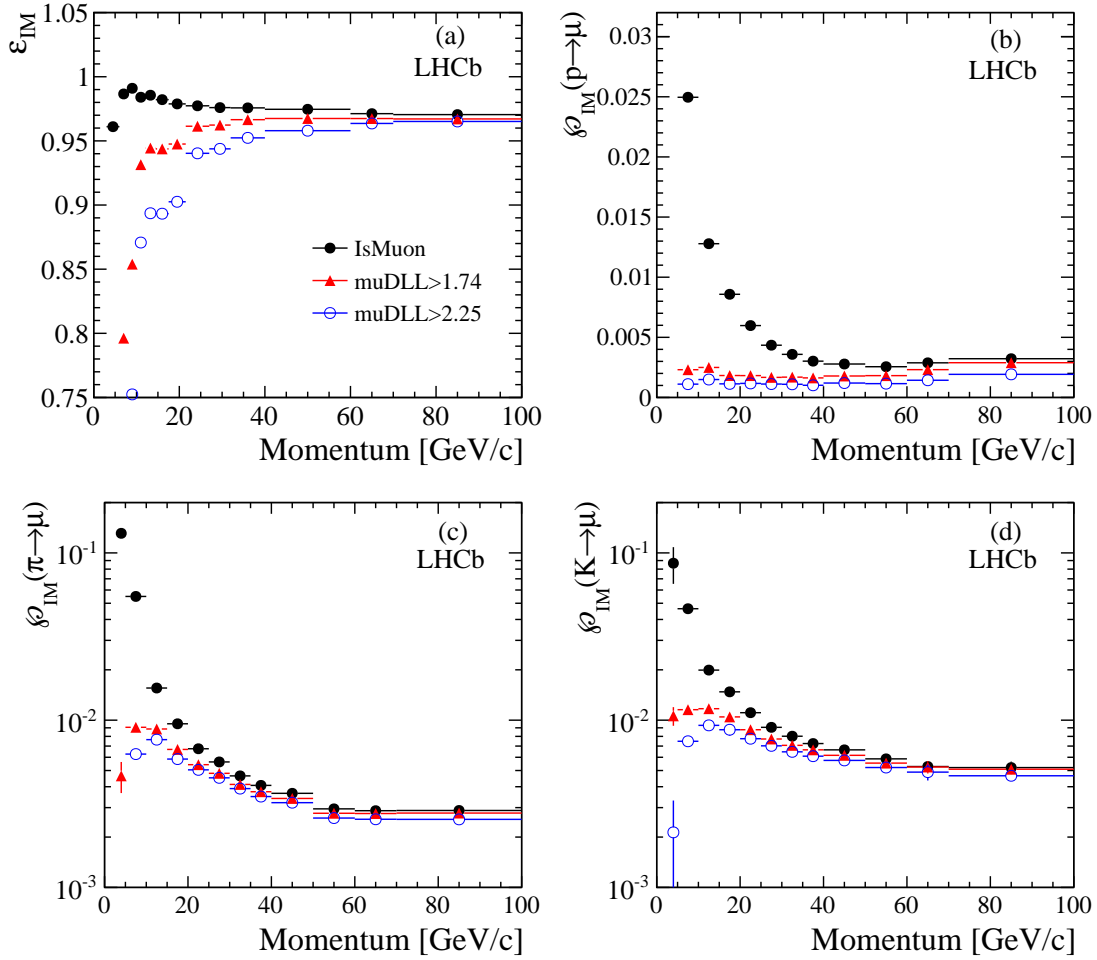 ε_IM
(a)
LHCb
1
0.95
0.9
0.85
0.8
0.75
IsMuon
muDLL>1.74
muDLL>2.25
0 20 40 60 80 100
Momentum [GeV/c]
℘_IM(p→μ)
(b)
LHCb
0.03
0.025
0.02
0.015
0.01
0.005
0
0 20 40 60 80 100
Momentum [GeV/c]
℘_IM(π→μ)
(c)
LHCb
10⁻¹
10⁻²
10⁻³
0 20 40 60 80 100
Momentum [GeV/c]
℘_IM(K→μ)
(d)
LHCb
10⁻¹
10⁻²
10⁻³
0 20 40 60 80 100
Momentum [GeV/c]